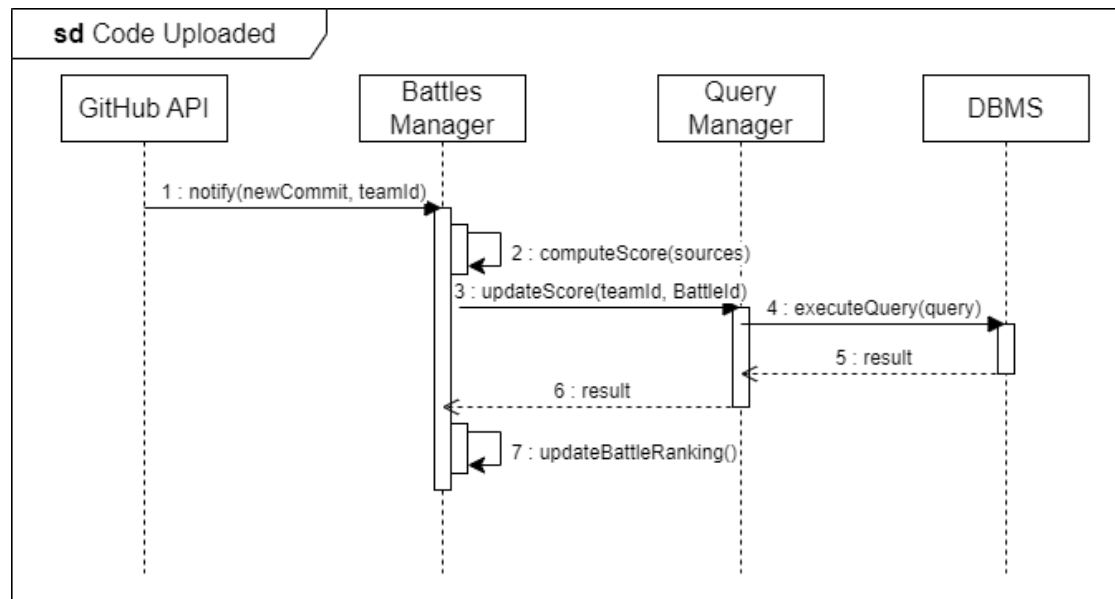 sd Code Uploaded
GitHub API
Battles
Manager
Query
Manager
DBMS
1 : notify(newCommit, teamId)
2 : computeScore(sources)
3 : updateScore(teamId, BattleId)
4 : executeQuery(query)
5 : result
6 : result
7 : updateBattleRanking()